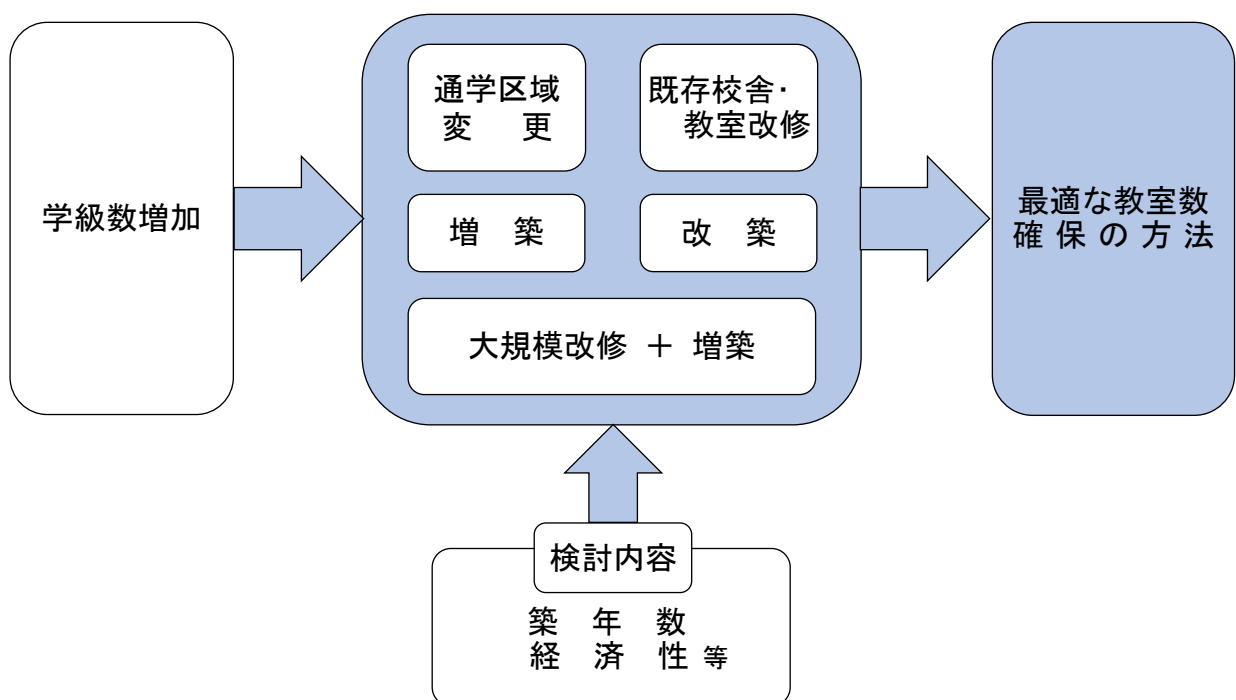 学級数増加
通学区域
変更
既存校舎・
教室改修
増築
改築
大規模改修 + 増築
最適な教室数
確保の方法
検討内容
築年数
経済性等